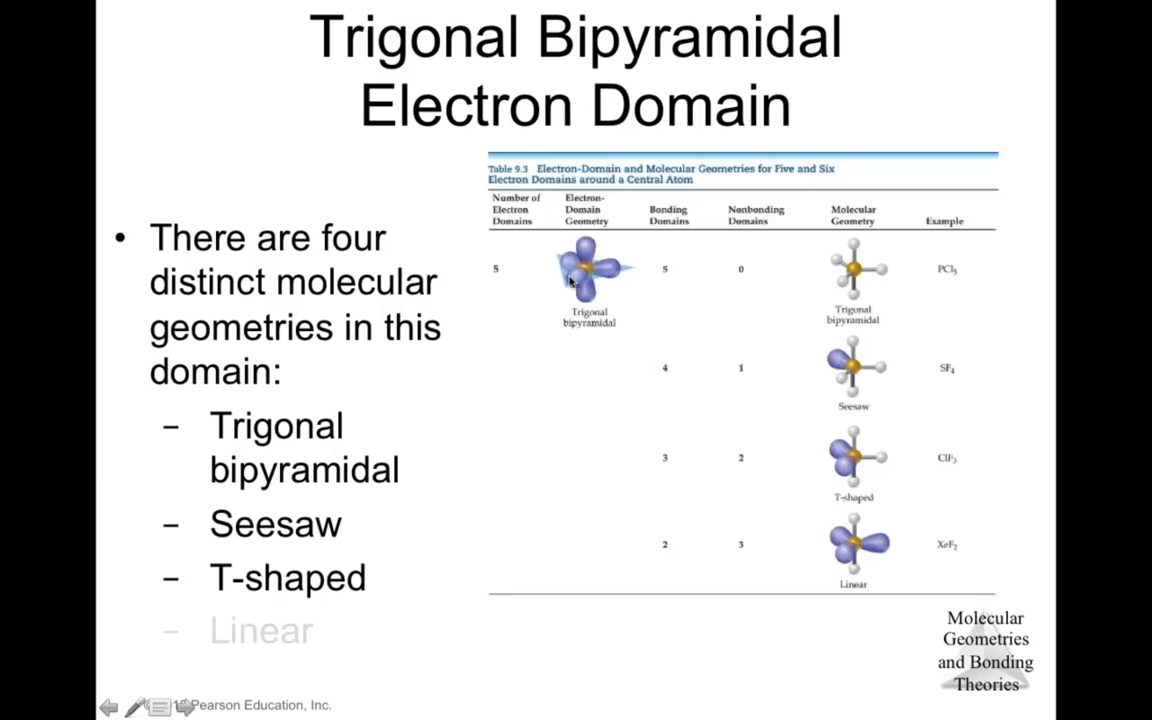 Trigonal Bipyramidal
Electron Domain
• There are four
distinct molecular
geometries in this
domain:
– Trigonal
bipyramidal
– Seesaw
– T-shaped
– Linear
Table 9.3 Electron-Domain and Molecular Geometries for Five and Six
Electron Domains around a Central Atom
Number of Electron Domains
Electron-Domain Geometry
Bonding Domains
Nonbonding Domains
Molecular Geometry
Example
5 5 0 PCl₅
Trigonal bipyramidal
Trigonal bipyramidal
4 1 SF₄
Seesaw
3 2 ClF₃
T-shaped
2 3 XeF₂
Linear
Molecular
Geometries
and Bonding
Theories
Pearson Education, Inc.